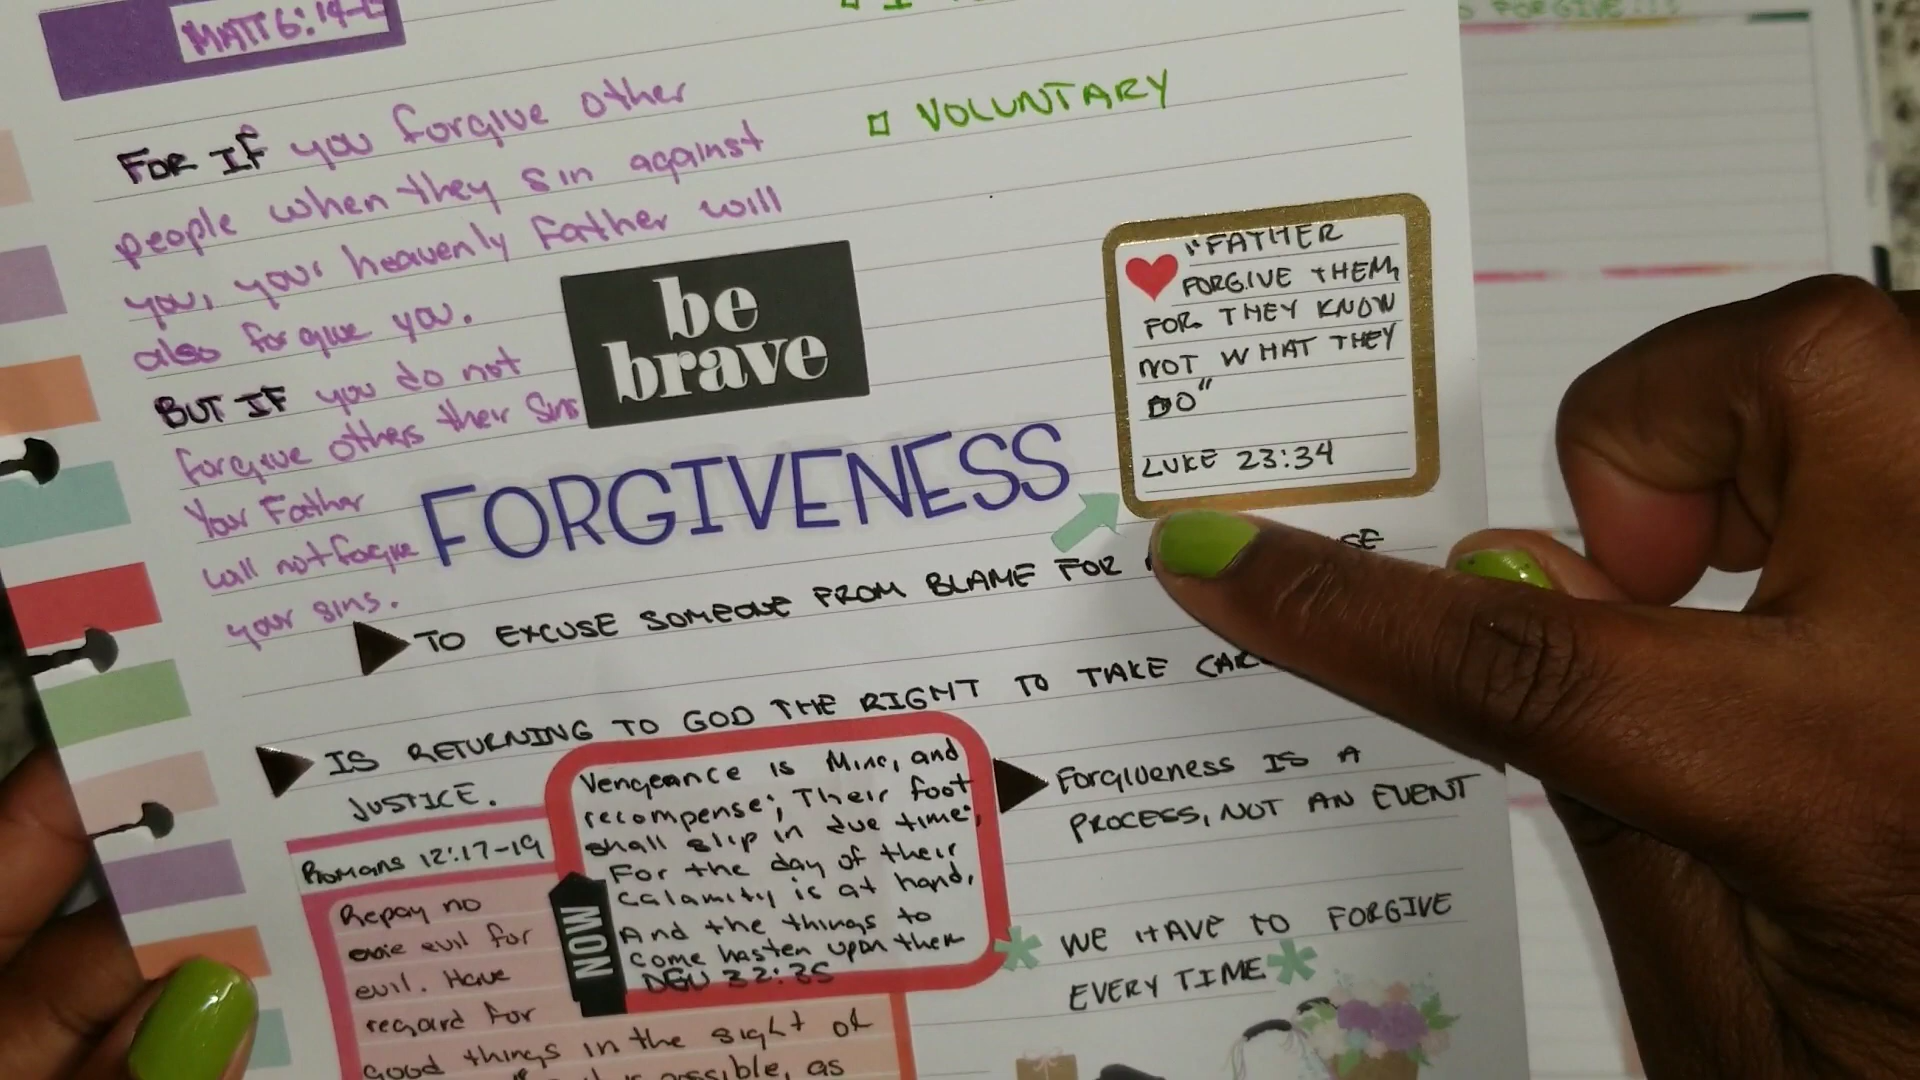 MATT 6:14-15
FOR IF you forgive other
people when they sin against
you, your heavenly Father will
also forgive you.
BUT IF you do not
forgive others their Sins
Your Father
will not forgive
your sins.
VOLUNTARY
be
brave
"FATHER
FORGIVE THEM,
FOR THEY KNOW
NOT WHAT THEY
DO"
LUKE 23:34
FORGIVENESS
TO EXCUSE SOMEONE FROM BLAME FOR
IS RETURNING TO GOD THE RIGHT TO TAKE
JUSTICE.
Vengeance is Mine, and
recompense; Their foot
shall slip in due time;
For the day of their
calamity is at hand,
And the things to
come hasten upon them
DEU 32:35
NOW
Forgiveness IS A
PROCESS, NOT AN EVENT
WE HAVE TO FORGIVE
EVERY TIME
Romans 12:17-19
Repay no
evil for
evil. Have
regard for
good things in the sight of
possible, as
FORGIVE